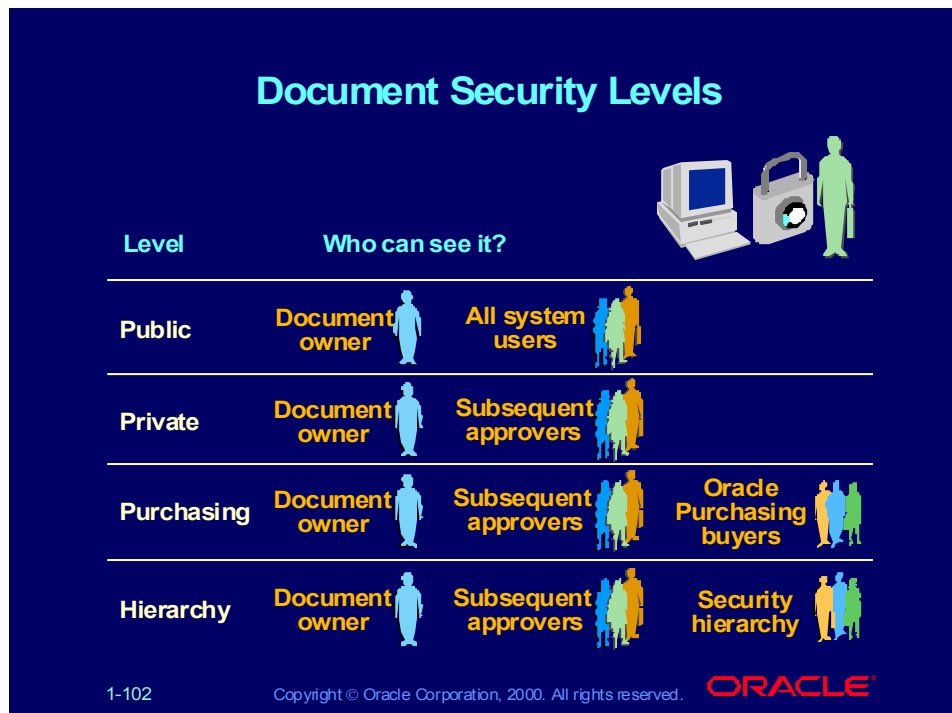 Document Security Levels
Level Who can see it?
Public Document owner All system users
Private Document owner Subsequent approvers
Purchasing Document owner Subsequent approvers Oracle Purchasing buyers
Hierarchy Document owner Subsequent approvers Security hierarchy
1-102 Copyright © Oracle Corporation, 2000. All rights reserved. ORACLE®